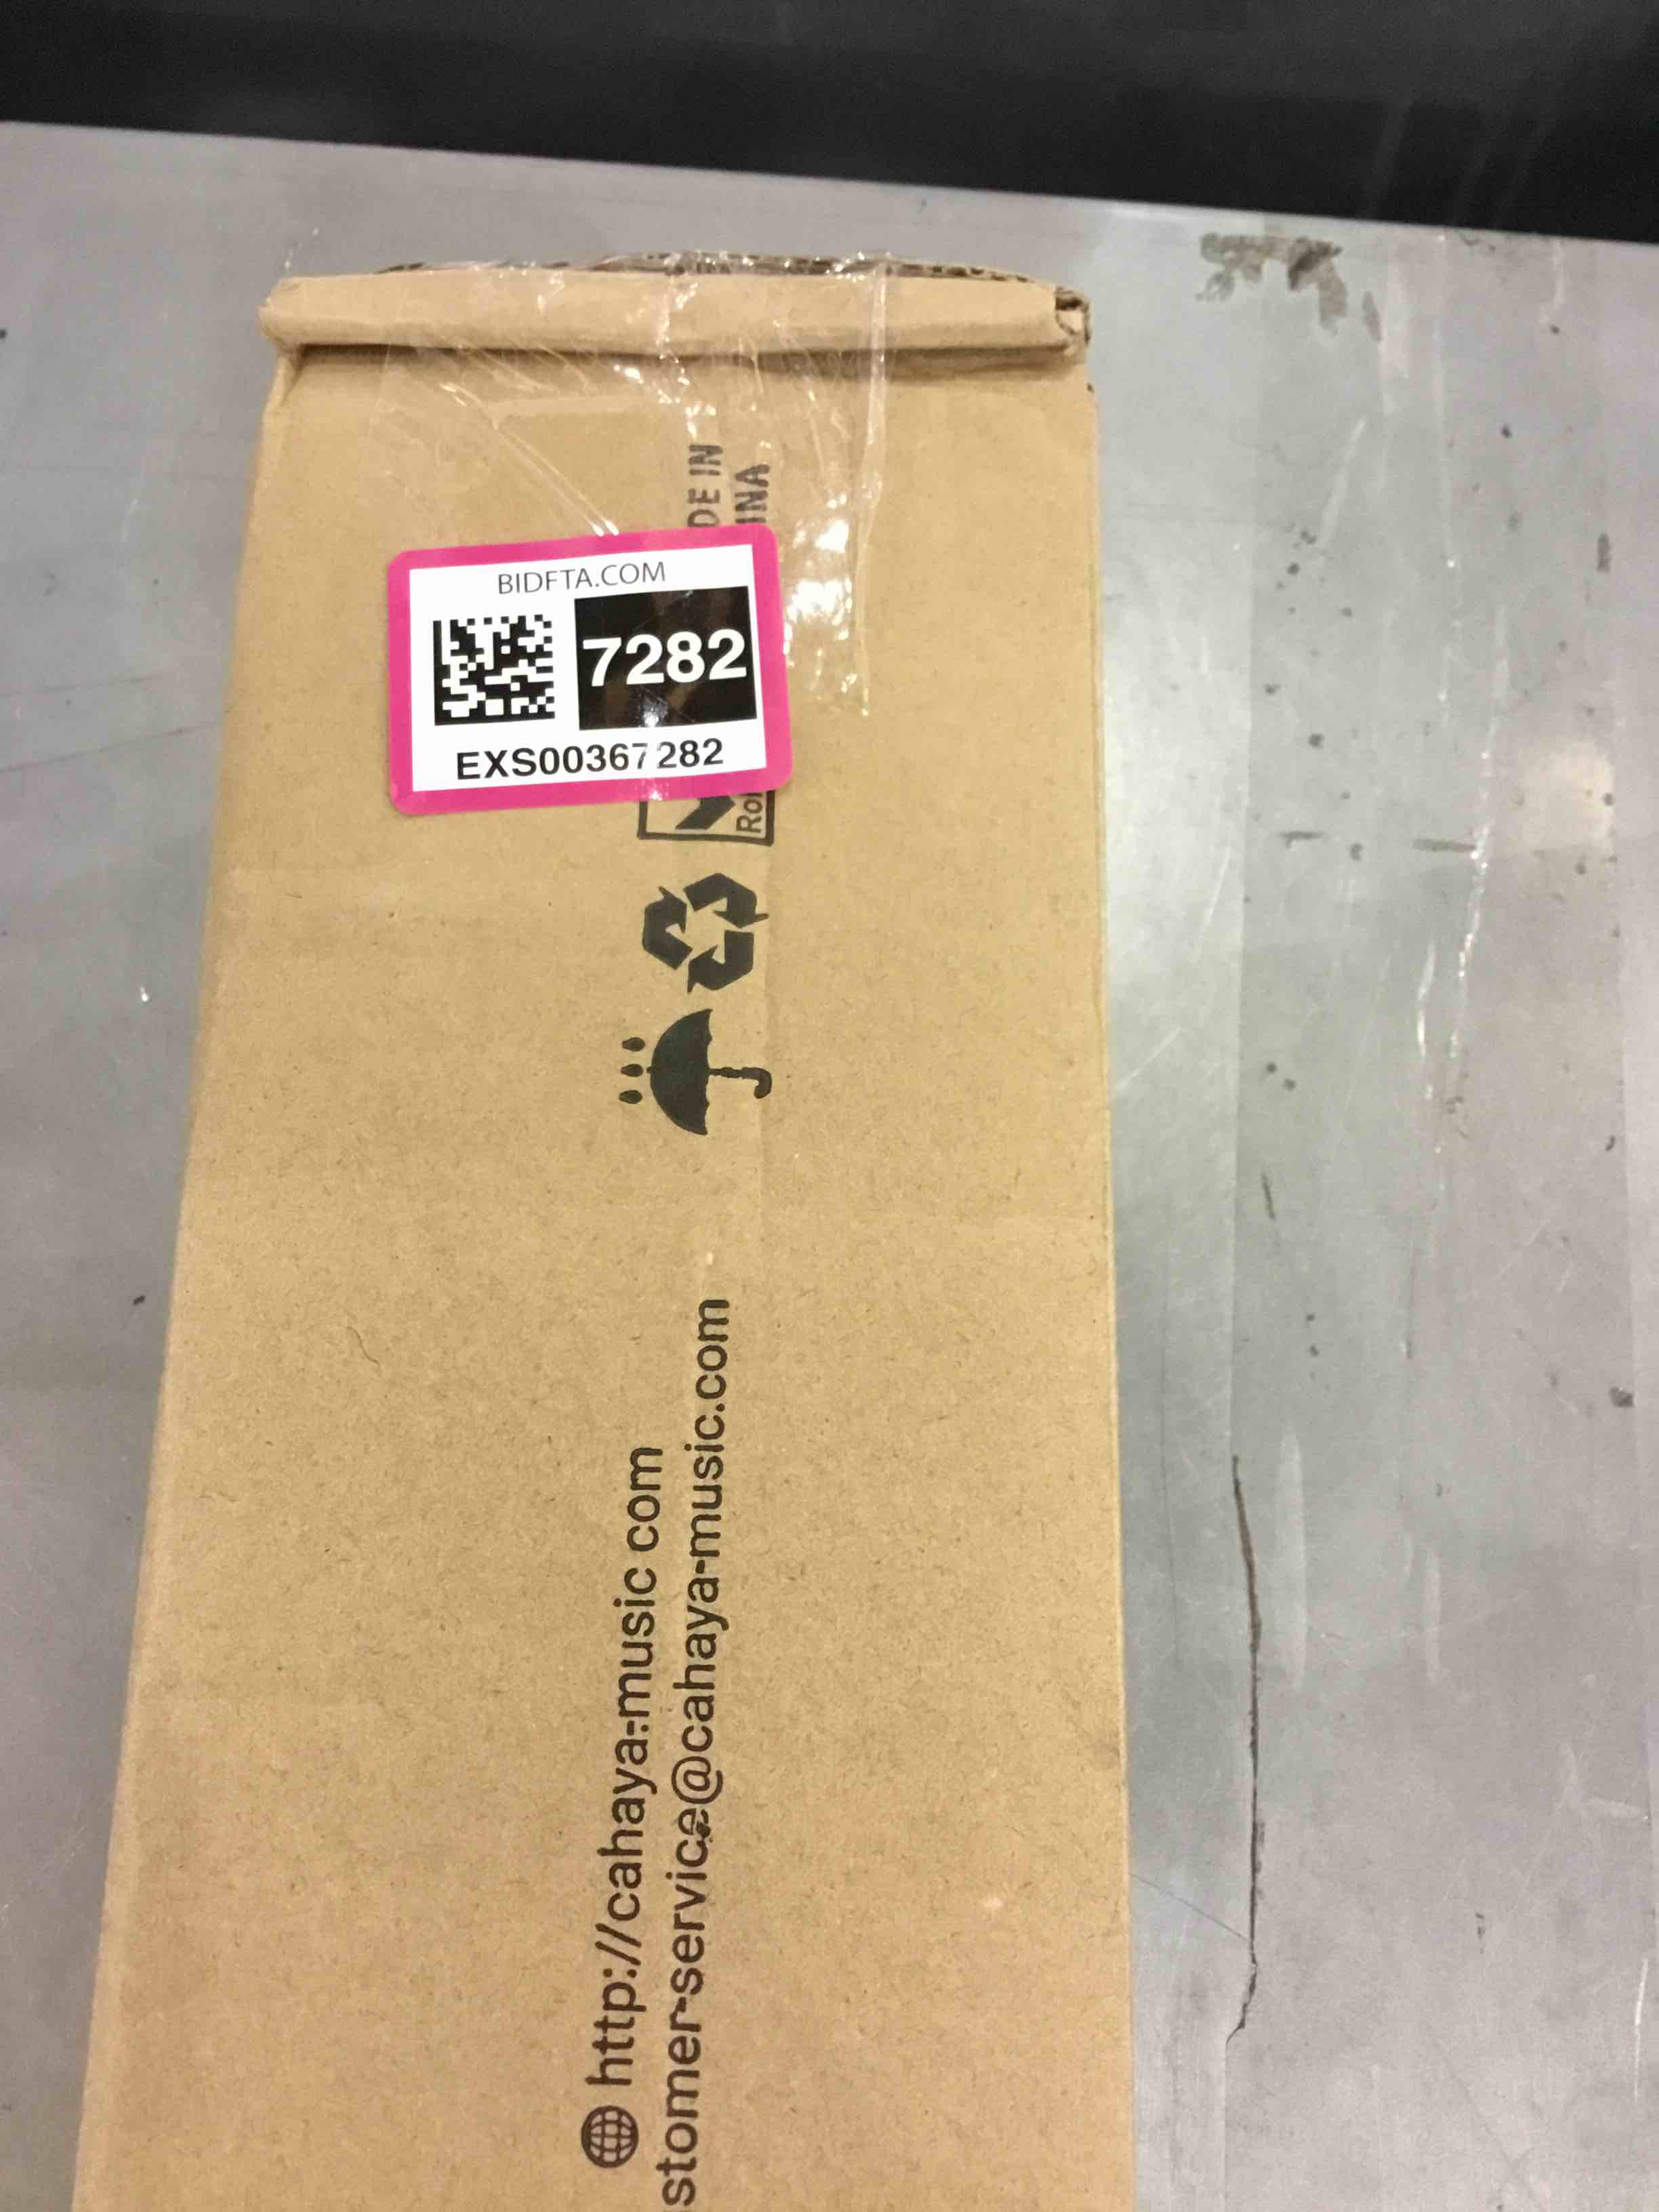 DE IN
INA
BIDFTA.COM
7282
EXS00367282
Ro
http://cahaya-music com
stomer-service@cahaya-music.com